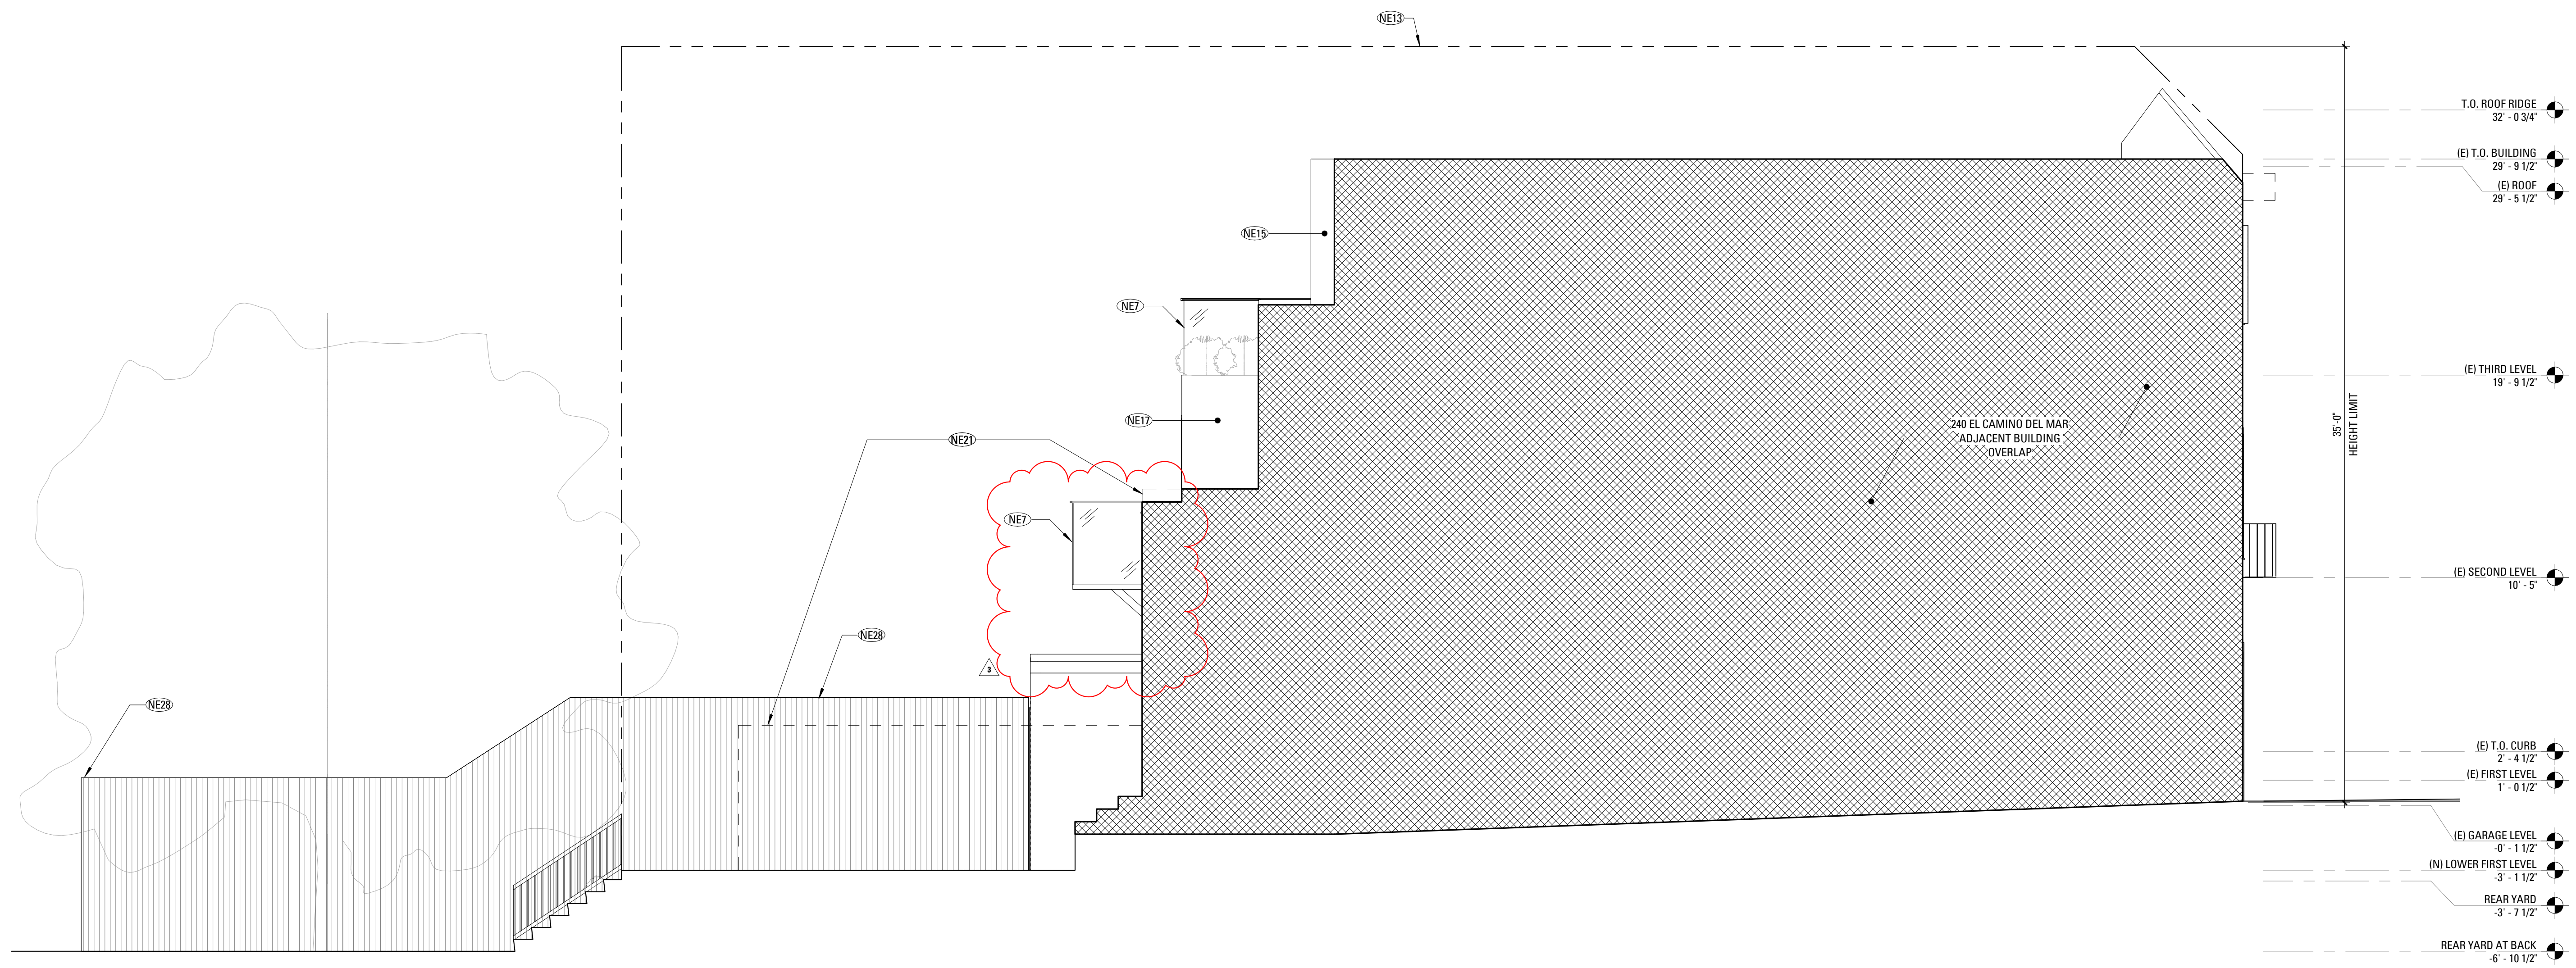 NE13
T.O. ROOF RIDGE
32' - 0 3/4"
(E) T.O. BUILDING
29' - 9 1/2"
(E) ROOF
29' - 5 1/2"
NE15
NE7
(E) THIRD LEVEL
19' - 9 1/2"
35'-0"
HEIGHT LIMIT
NE17
NE21
240 EL CAMINO DEL MAR
ADJACENT BUILDING
OVERLAP
NE7
(E) SECOND LEVEL
10' - 5"
NE28
3
NE28
(E) T.O. CURB
2' - 4 1/2"
(E) FIRST LEVEL
1' - 0 1/2"
(E) GARAGE LEVEL
-0' - 1 1/2"
(N) LOWER FIRST LEVEL
-3' - 1 1/2"
REAR YARD
-3' - 7 1/2"
REAR YARD AT BACK
-6' - 10 1/2"